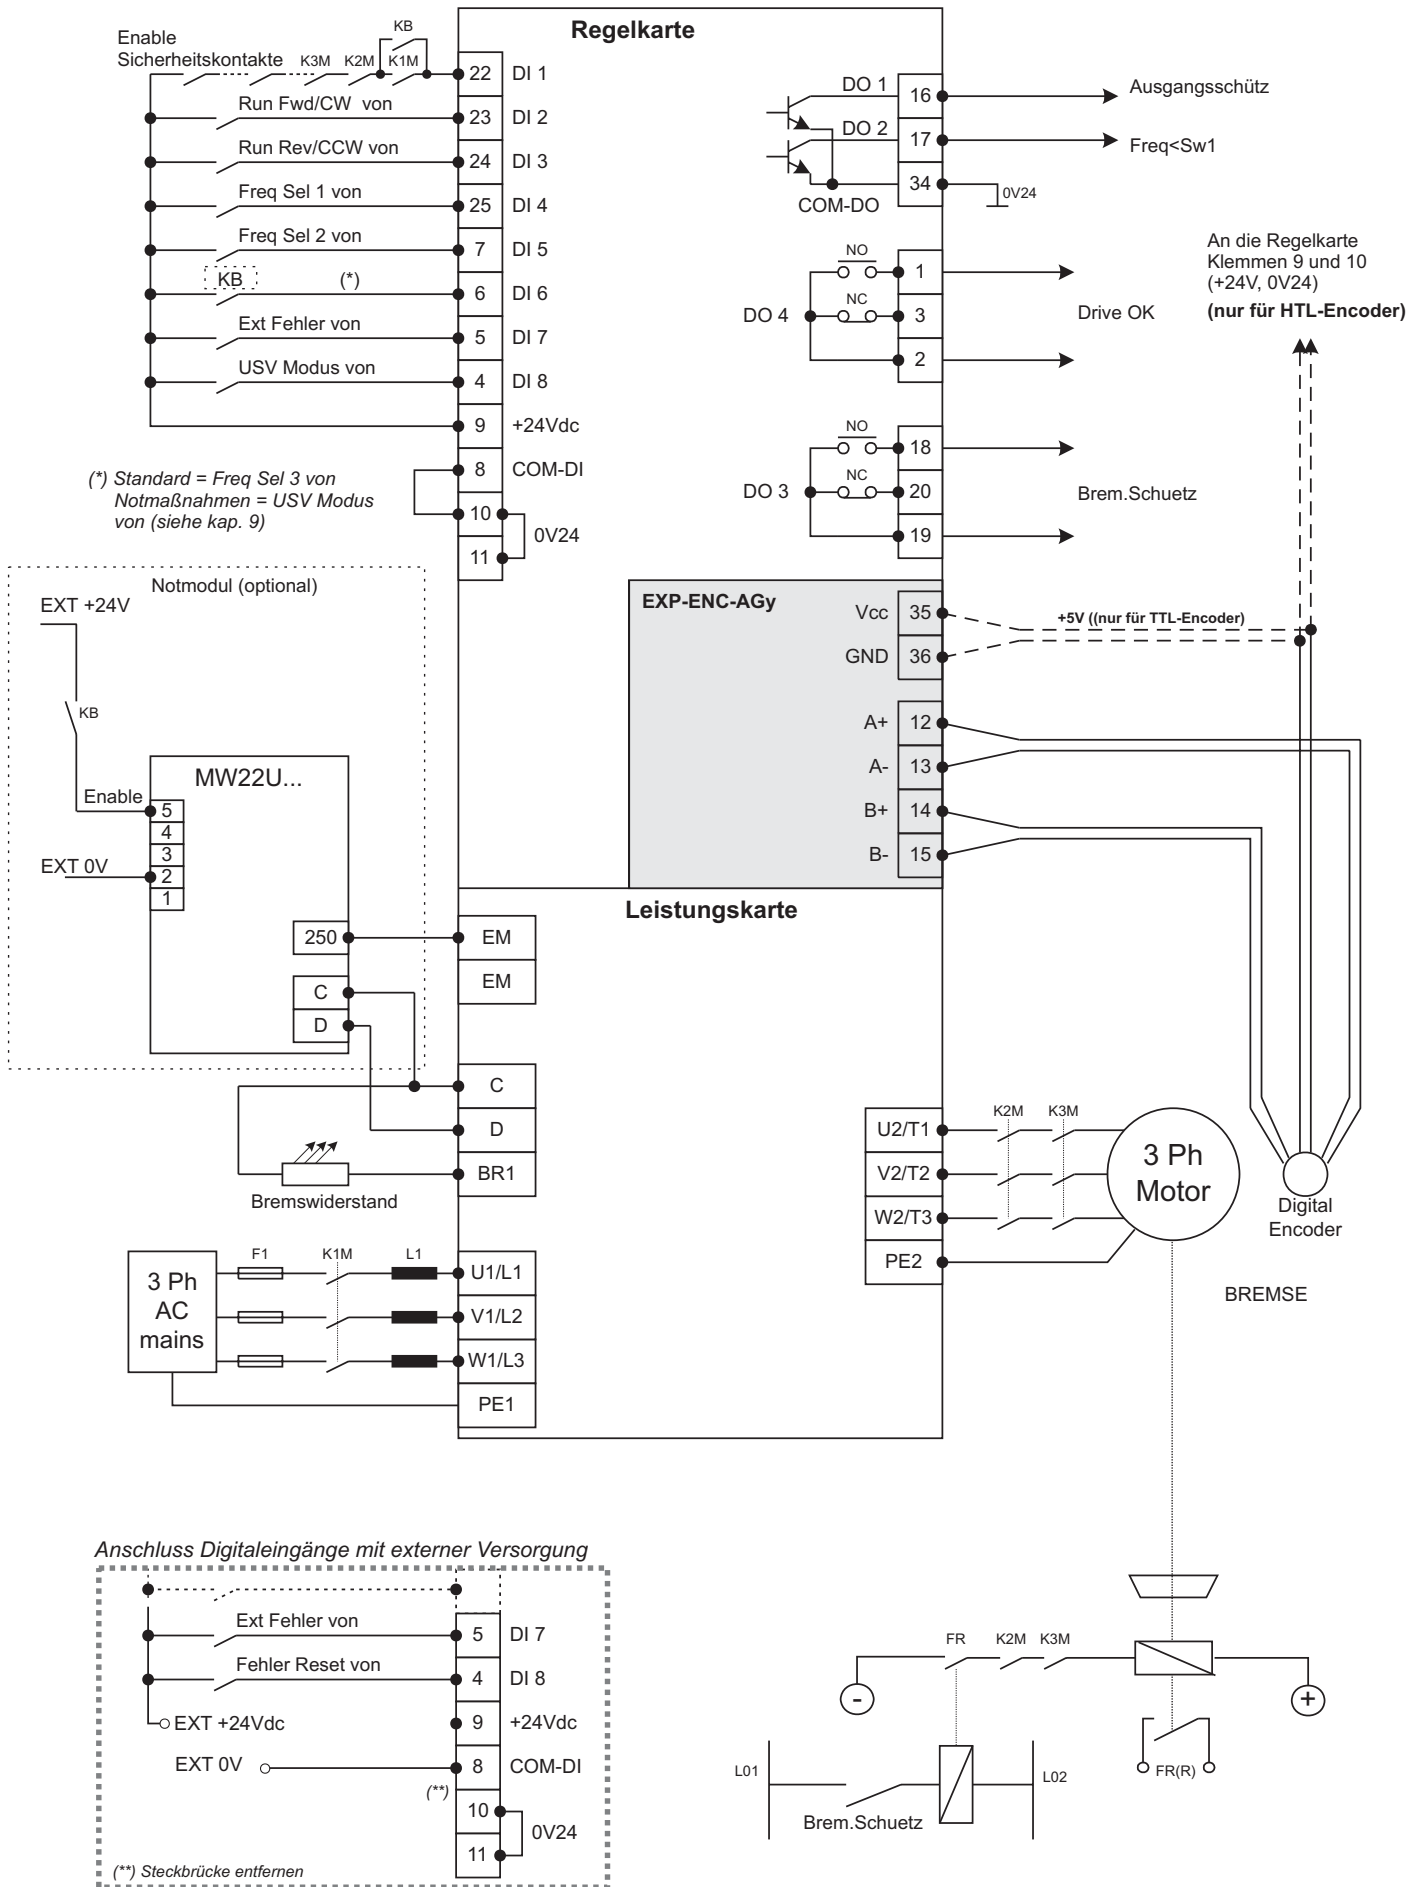 Regelkarte
KB
Enable
Sicherheitskontakte K3M K2M K1M
22 DI 1
Run Fwd/CW von
23 DI 2
Run Rev/CCW von
24 DI 3
Freq Sel 1 von
25 DI 4
Freq Sel 2 von
7 DI 5
KB (*)
6 DI 6
Ext Fehler von
5 DI 7
USV Modus von
4 DI 8
9 +24Vdc
8 COM-DI
10
0V24
11
(*) Standard = Freq Sel 3 von
Notmaßnahmen = USV Modus
von (siehe kap. 9)
DO 1
16
Ausgangsschütz
DO 2
17
Freq<Sw1
34
0V24
COM-DO
NO
1
NC
DO 4
3
Drive OK
2
NO
18
NC
DO 3
20
Brem.Schuetz
19
An die Regelkarte
Klemmen 9 und 10
(+24V, 0V24)
(nur für HTL-Encoder)
EXP-ENC-AGy
Vcc 35
+5V ((nur für TTL-Encoder)
GND 36
A+ 12
A- 13
B+ 14
B- 15
Notmodul (optional)
EXT +24V
KB
MW22U...
Enable
5
4
3
EXT 0V
2
1
250
C
D
Leistungskarte
EM
EM
C
D
BR1
Bremswiderstand
3 Ph
AC
mains
F1 K1M L1
U1/L1
V1/L2
W1/L3
PE1
K2M K3M
U2/T1
V2/T2
W2/T3
PE2
3 Ph
Motor
Digital
Encoder
BREMSE
Anschluss Digitaleingänge mit externer Versorgung
Ext Fehler von
5 DI 7
Fehler Reset von
4 DI 8
EXT +24Vdc
9 +24Vdc
EXT 0V
8 COM-DI
(**)
10
0V24
11
(**) Steckbrücke entfernen
FR K2M K3M
-
+
FR(R)
L01
L02
Brem.Schuetz